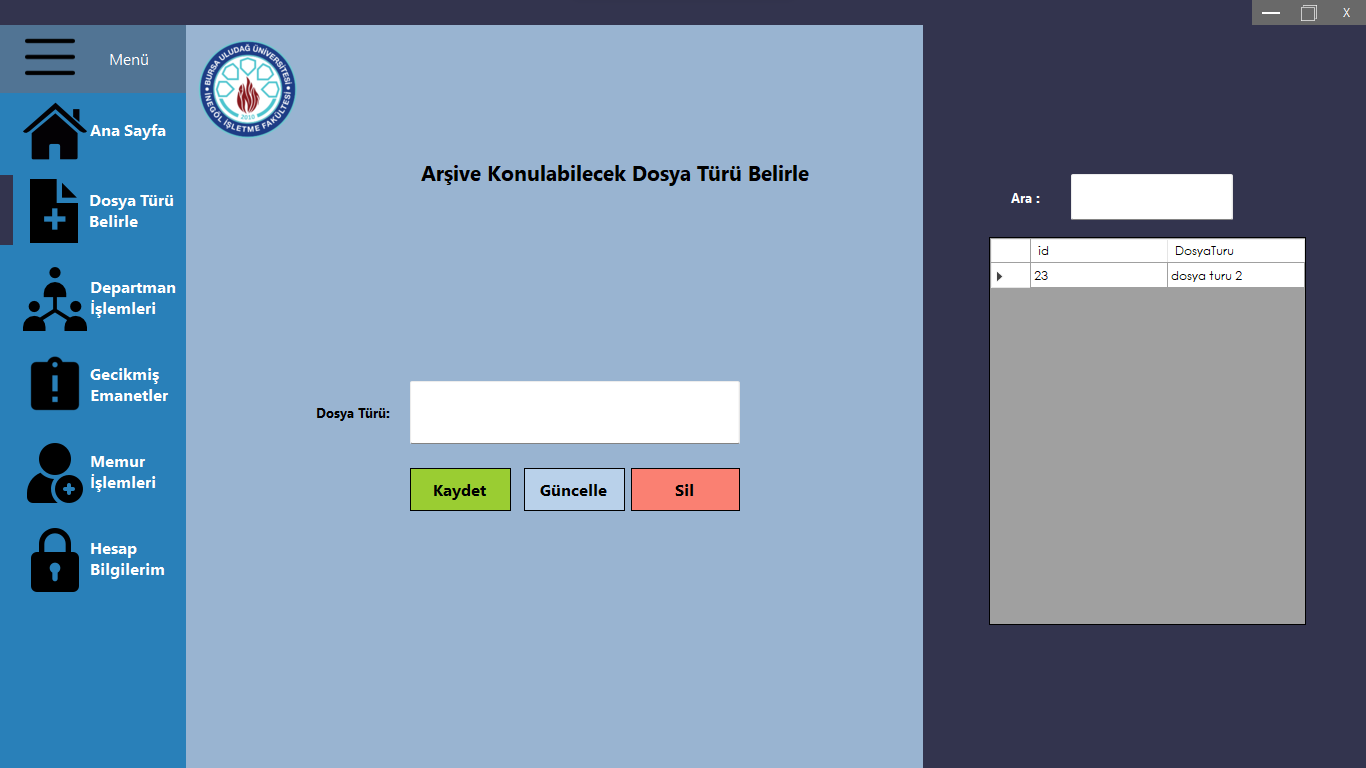 X
Menü
BURSA ULUDAĞ ÜNİVERSİTESİ
İNEGÖL İŞLETME FAKÜLTESİ
2010
Ana Sayfa
Dosya Türü
Belirle
Departman
İşlemleri
Gecikmiş
Emanetler
Memur
İşlemleri
Hesap
Bilgilerim
Arşive Konulabilecek Dosya Türü Belirle
Dosya Türü:
Kaydet Güncelle Sil
Ara :
id DosyaTuru
23 dosya turu 2